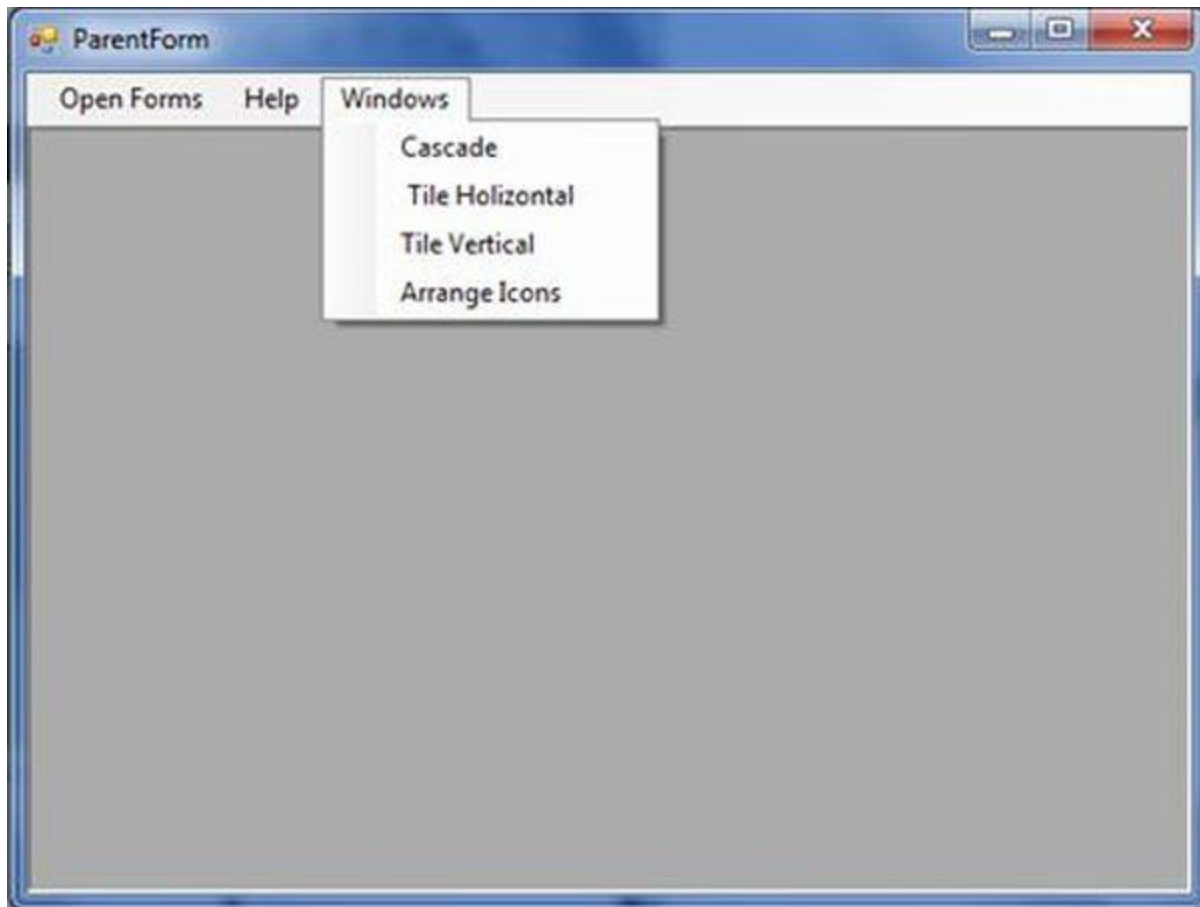 ParentForm
Open Forms Help Windows
Cascade
Tile Holizontal
Tile Vertical
Arrange Icons